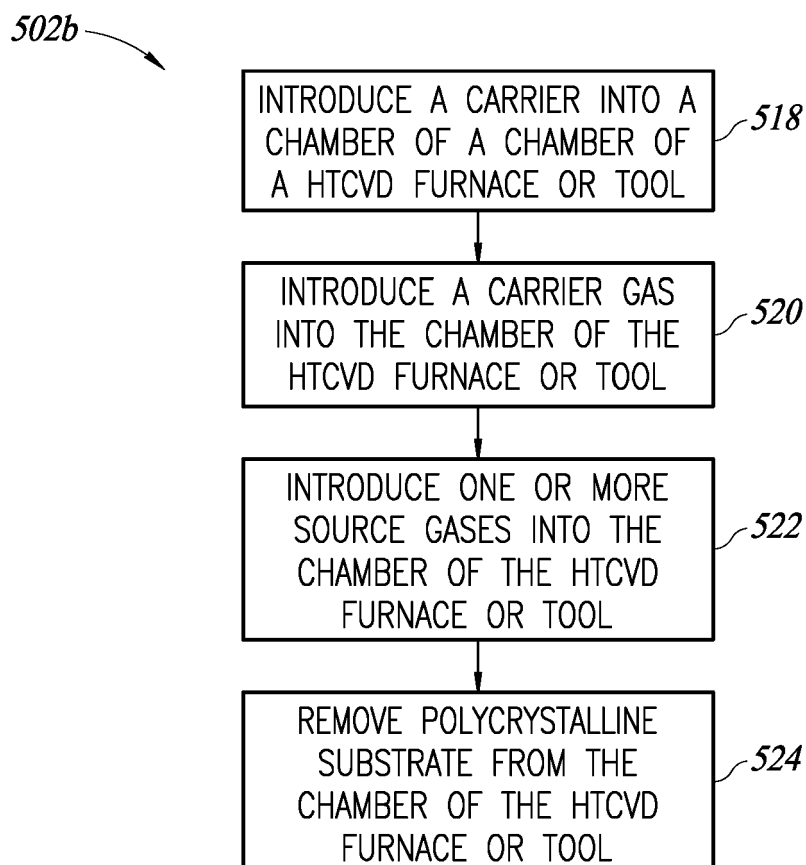 502b
INTRODUCE A CARRIER INTO A
CHAMBER OF A CHAMBER OF
A HTCVD FURNACE OR TOOL
518
INTRODUCE A CARRIER GAS
INTO THE CHAMBER OF THE
HTCVD FURNACE OR TOOL
520
INTRODUCE ONE OR MORE
SOURCE GASES INTO THE
CHAMBER OF THE HTCVD
FURNACE OR TOOL
522
REMOVE POLYCRYSTALLINE
SUBSTRATE FROM THE
CHAMBER OF THE HTCVD
FURNACE OR TOOL
524